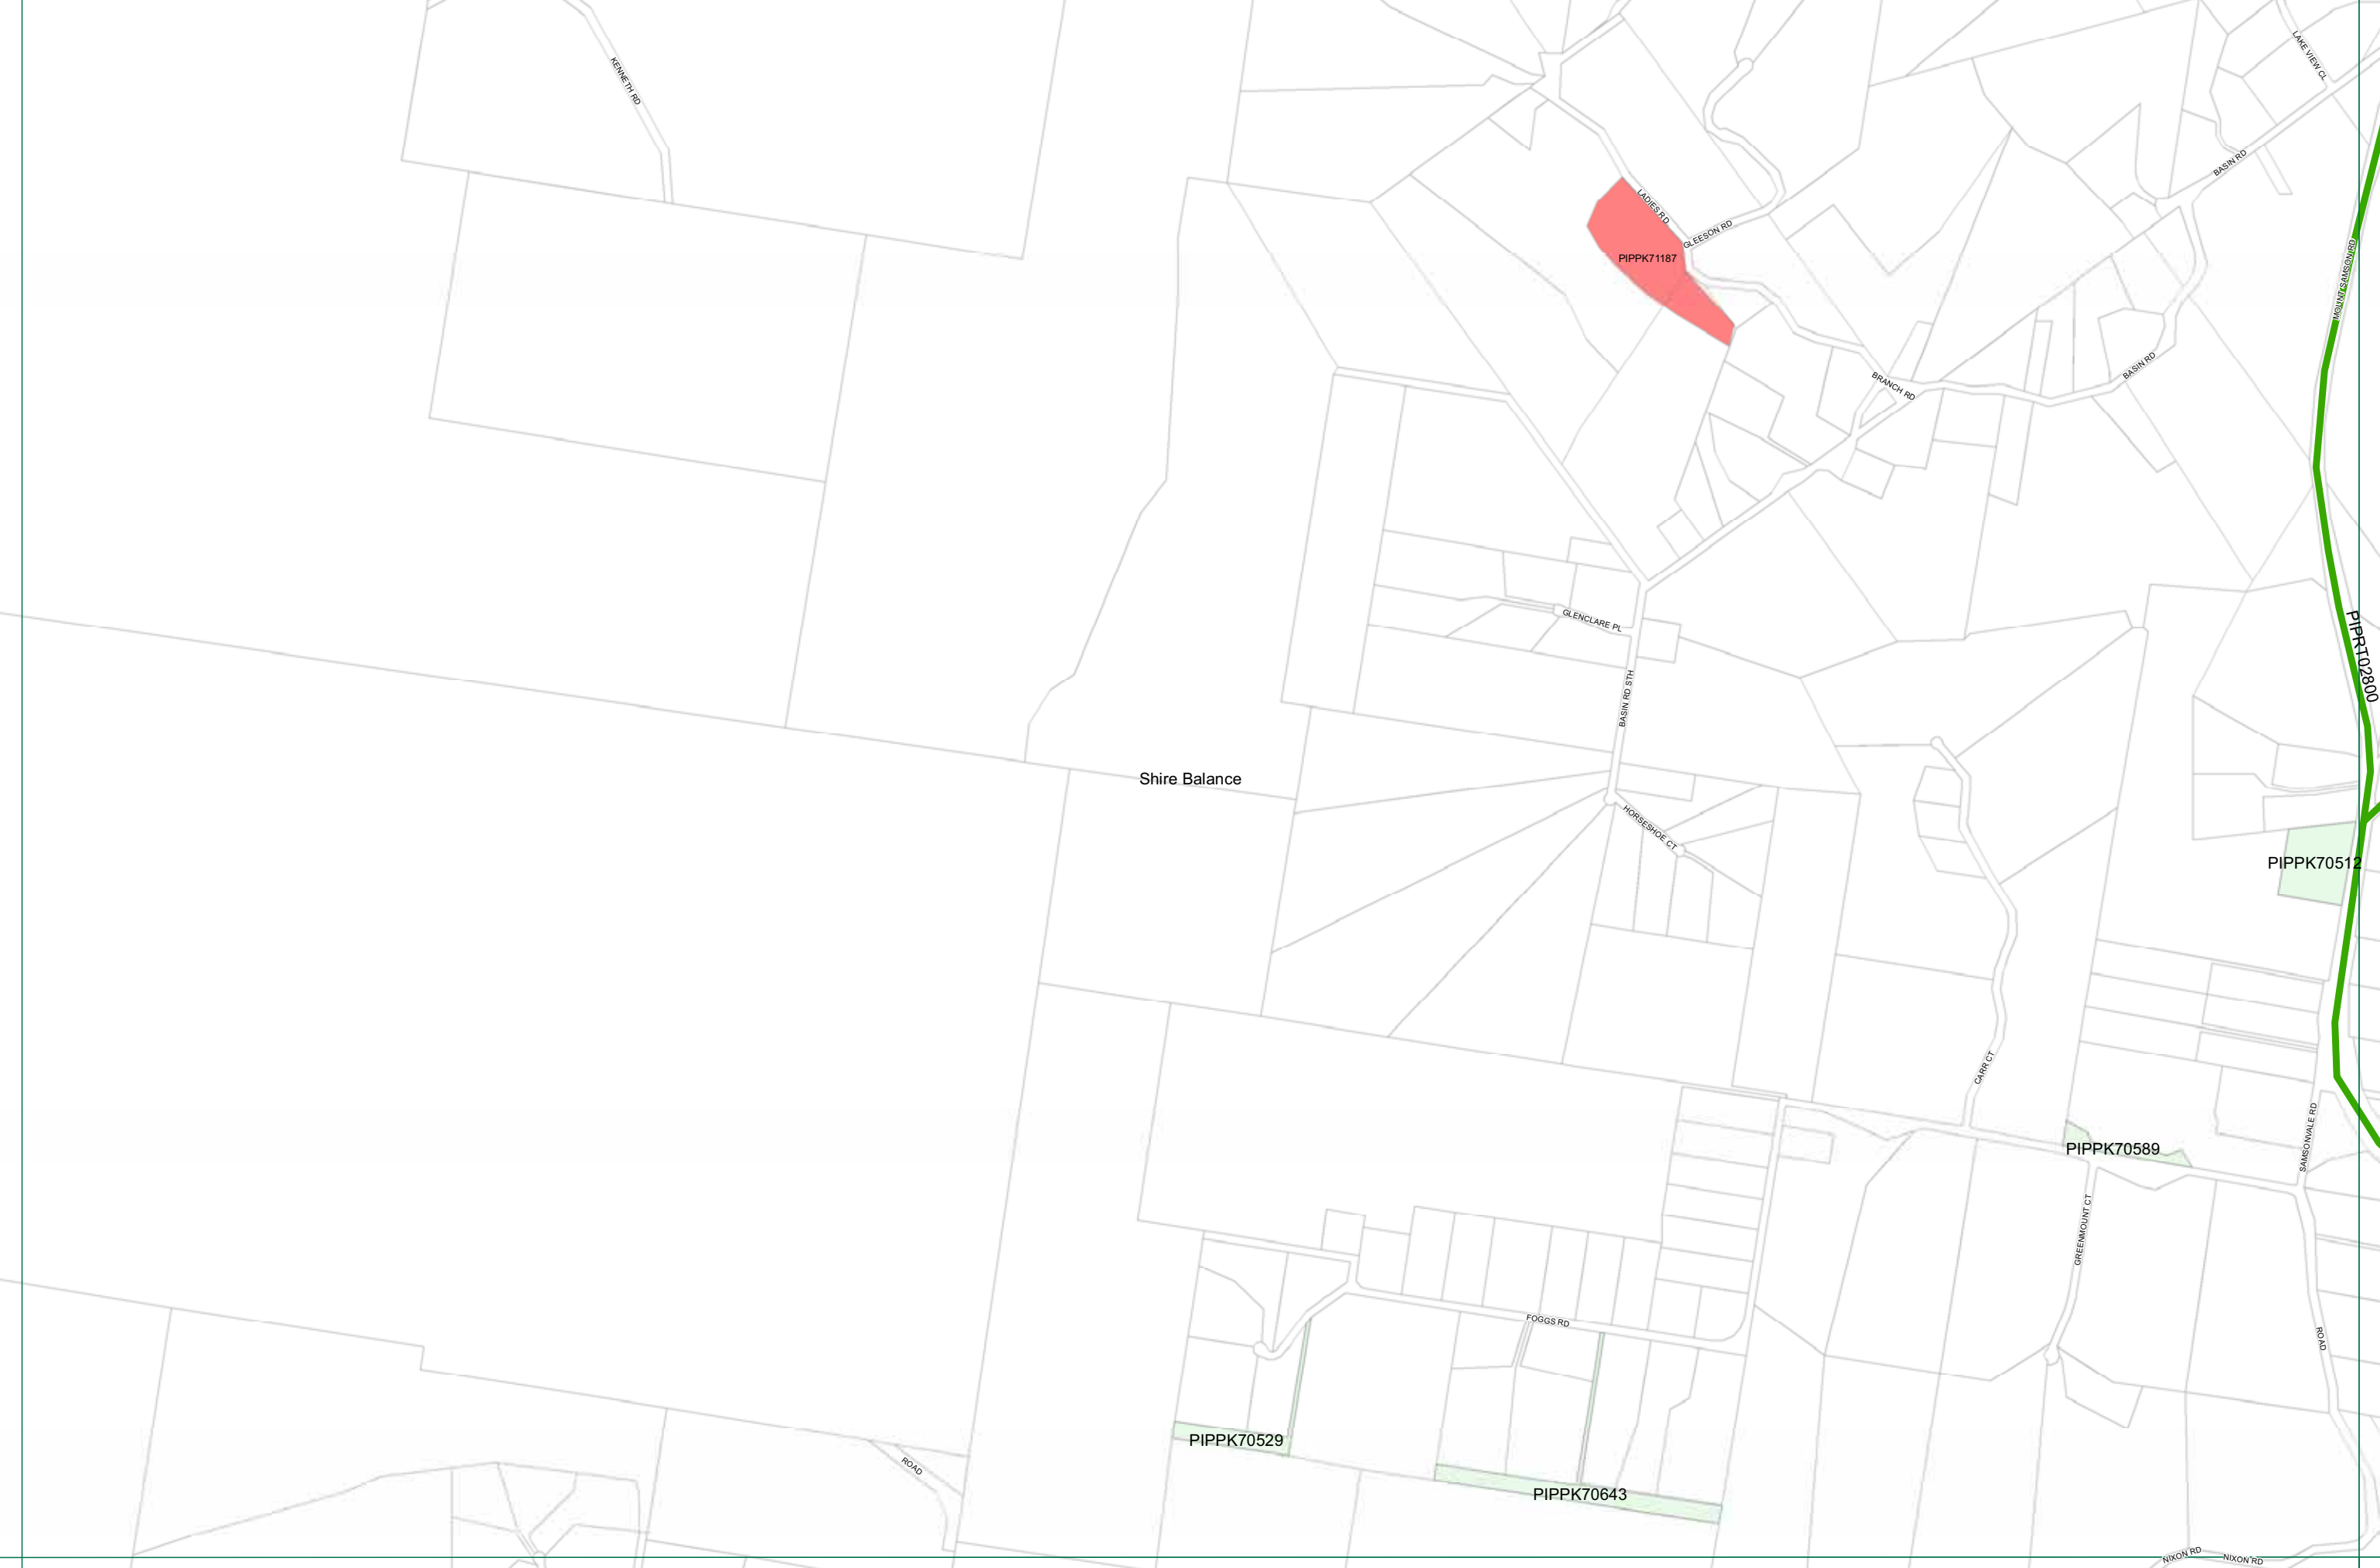 LAKE VIEW CL
KENNETH RD
BASIN RD
LADIES RD
GLEESON RD
PIPPK71187
MOUNT SAMSON RD
BASIN RD
BRANCH RD
GLENCLARE PL
PIPRT02800
BASIN RD STH
Shire Balance
HORSESHOE CT
PIPPK70512
CARR CT
SAMSONVALE RD
PIPPK70589
GREENMOUNT CT
FOGGS RD
ROAD
PIPPK70529
ROAD
PIPPK70643
NIXON RD
NIXON RD